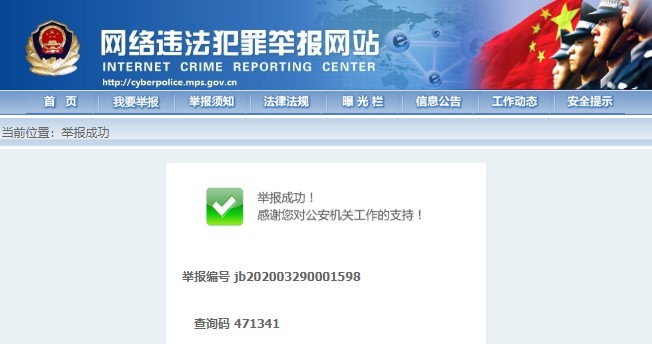 网络违法犯罪举报网站
INTERNET CRIME REPORTING CENTER
http://cyberpolice.mps.gov.cn
首 页 我要举报 举报须知 法律法规 曝 光 栏 信息公告 工作动态 安全提示
当前位置：举报成功
举报成功！
感谢您对公安机关工作的支持！
举报编号 jb202003290001598
查询码 471341